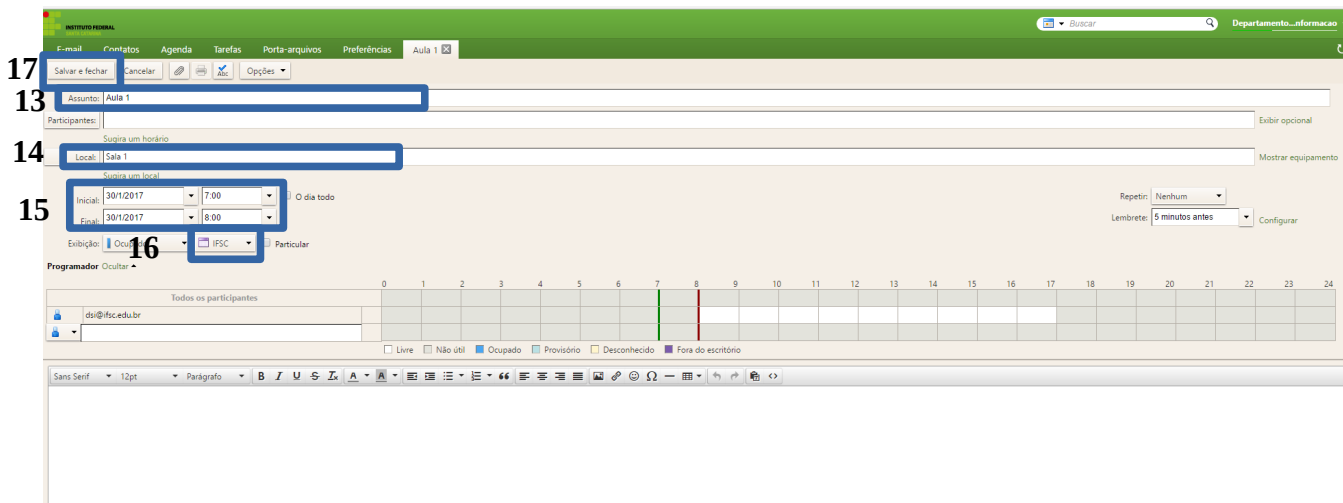 INSTITUTO FEDERAL
SANTA CATARINA
Buscar
Departamento...nformacao
E-mail Contatos Agenda Tarefas Porta-arquivos Preferências Aula 1
17 Salvar e fechar Cancelar Abc Opções
13 Assunto: Aula 1
Participantes: Exibir opcional
Sugira um horário
14 Local: Sala 1 Mostrar equipamento
Sugira um local
15
Inicial: 30/1/2017 7:00 O dia todo Repetir: Nenhum
Final: 30/1/2017 8:00 Lembrete: 5 minutos antes Configurar
16
Exibição: IFSC Particular
Programador Ocultar
0 1 2 3 4 5 6 7 8 9 10 11 12 13 14 15 16 17 18 19 20 21 22 23 24
Todos os participantes
dsi@ifsc.edu.br
Livre Não útil Ocupado Provisório Desconhecido Fora do escritório
Sans Serif 12pt Parágrafo B I U S Ix A A Ω